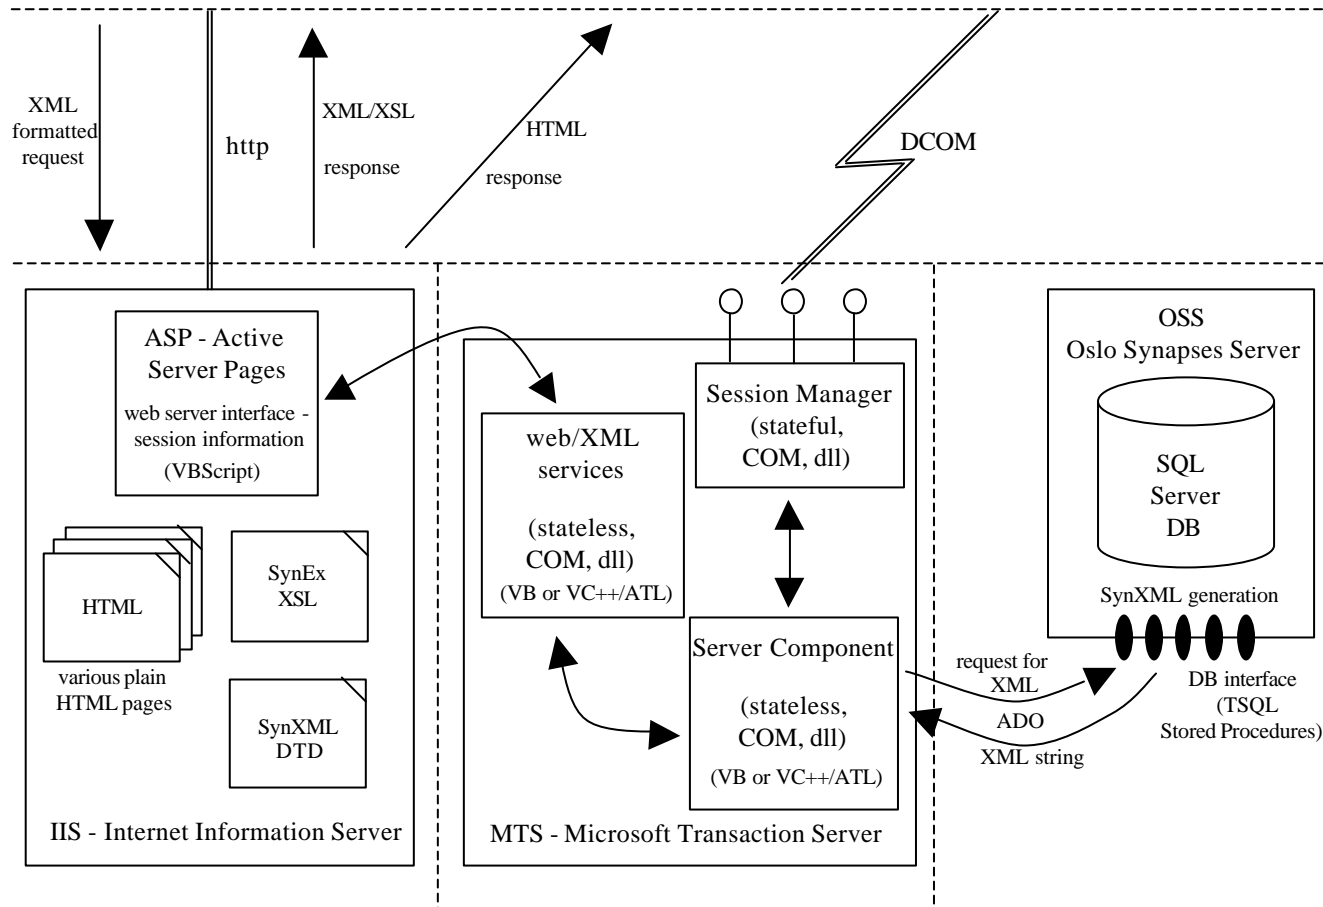 XML
formatted
request
http
XML/XSL
response
HTML
response
DCOM
ASP - Active
Server Pages
web server interface -
session information
(VBScript)
HTML
various plain
HTML pages
SynEx
XSL
SynXML
DTD
IIS - Internet Information Server
web/XML
services
(stateless,
COM, dll)
(VB or VC++/ATL)
Session Manager
(stateful,
COM, dll)
Server Component
(stateless,
COM, dll)
(VB or VC++/ATL)
MTS - Microsoft Transaction Server
request for
XML
ADO
XML string
OSS
Oslo Synapses Server
SQL
Server
DB
SynXML generation
DB interface
(TSQL
Stored Procedures)